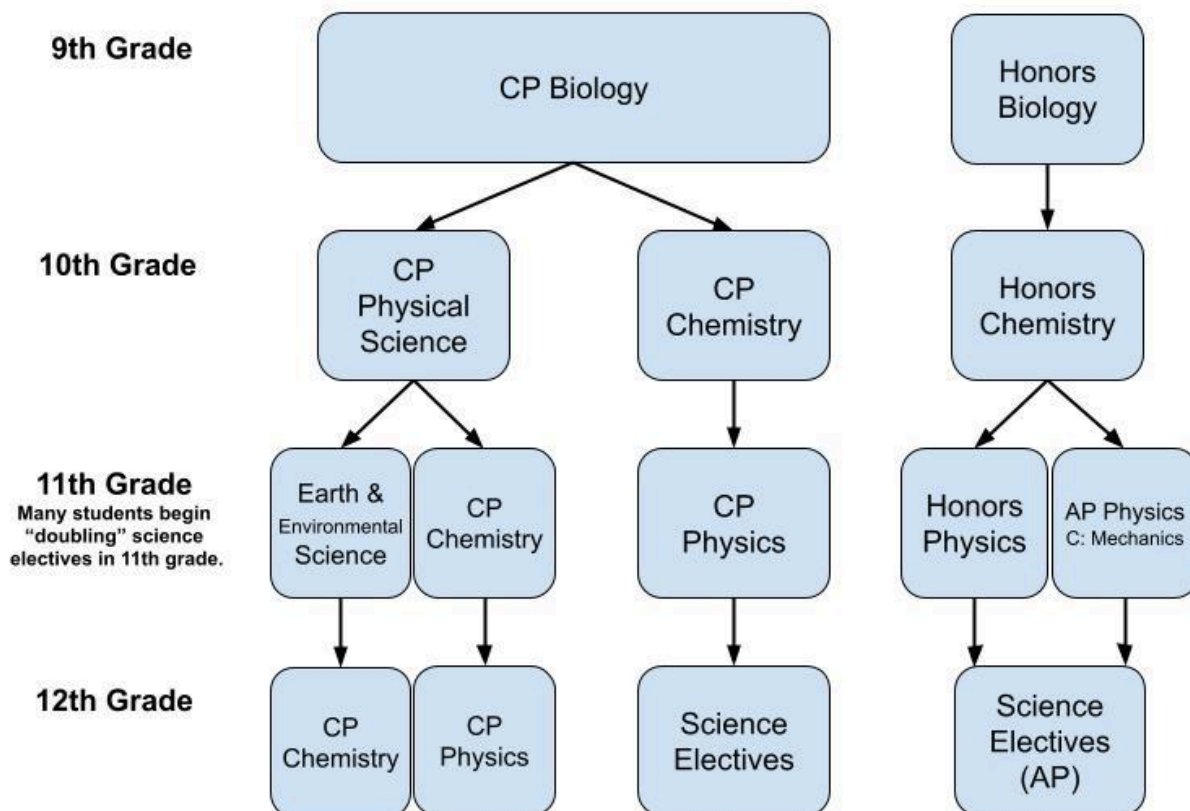 9th Grade
CP Biology
Honors
Biology
10th Grade
CP
Physical
Science
CP
Chemistry
Honors
Chemistry
11th Grade
Many students begin
“doubling” science
electives in 11th grade.
Earth &
Environmental
Science
CP
Chemistry
CP
Physics
Honors
Physics
AP Physics
C: Mechanics
12th Grade
CP
Chemistry
CP
Physics
Science
Electives
Science
Electives
(AP)